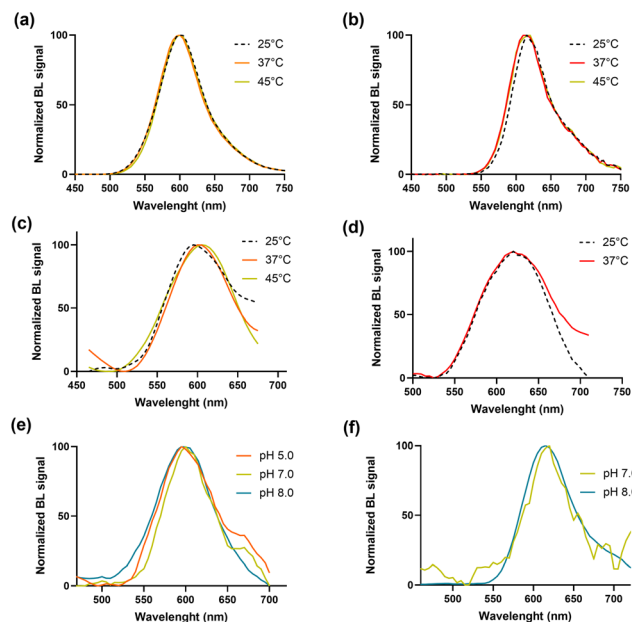 (a)
Normalized BL signal
100
50
0
450 500 550 600 650 700 750
Wavelenght (nm)
25°C
37°C
45°C
(b)
Normalized BL signal
100
50
0
450 500 550 600 650 700 750
Wavelenght (nm)
25°C
37°C
45°C
(c)
Normalized BL signal
100
50
0
450 500 550 600 650 700
Wavelenght (nm)
25°C
37°C
45°C
(d)
Normalized BL signal
100
50
0
500 550 600 650 700 750
Wavelenght (nm)
25°C
37°C
(e)
Normalized BL signal
100
50
0
500 550 600 650 700
Wavelenght (nm)
pH 5.0
pH 7.0
pH 8.0
(f)
Normalized BL signal
100
50
0
500 550 600 650 700
Wavelenght (nm)
pH 7.0
pH 8.0